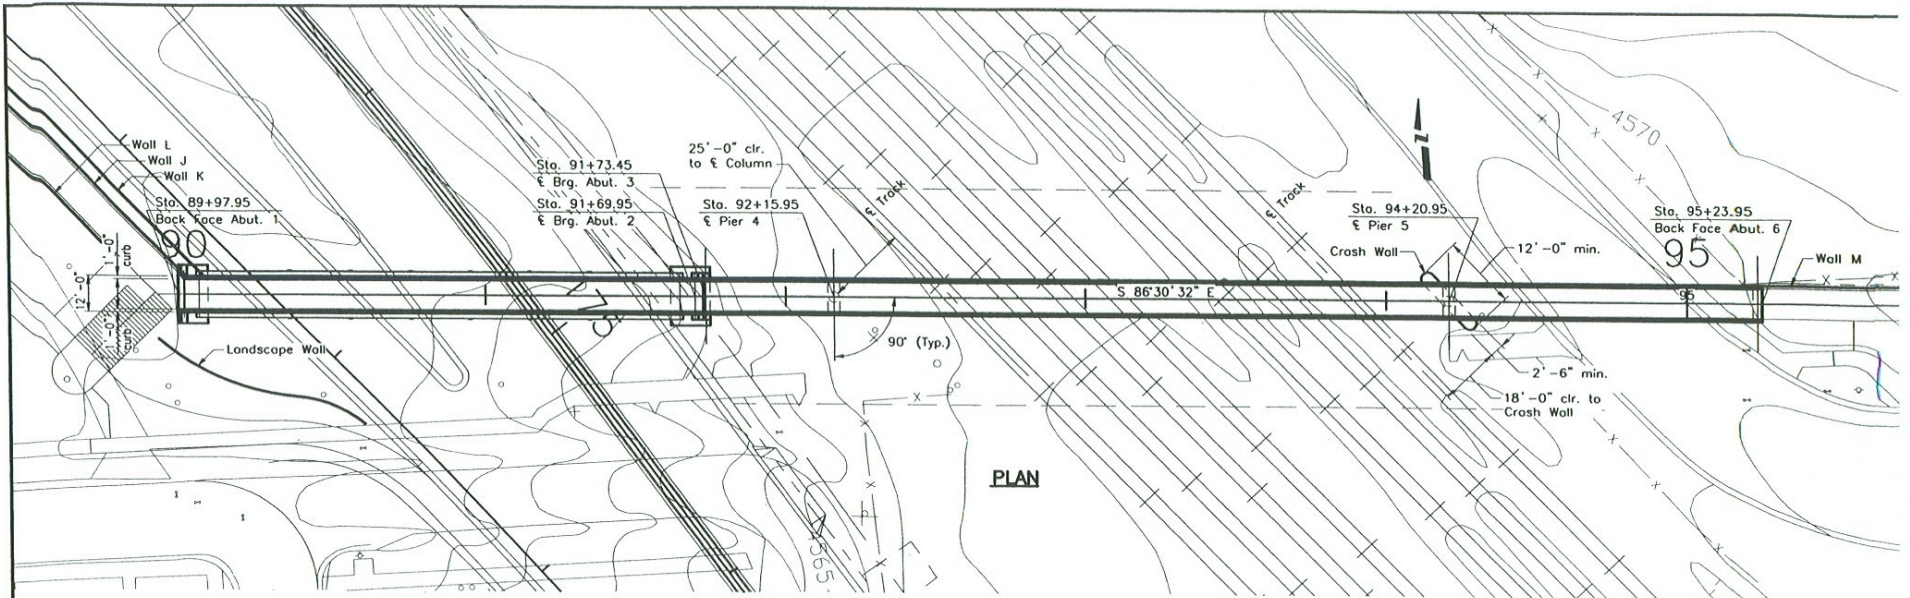 Wall L
Wall J
Wall K
Sta. 89+97.95
Back Face Abut. 1
90
1'-0"
curb
12'-0"
1'-0"
curb
Landscape Wall
Sta. 91+73.45
℄ Brg. Abut. 3
Sta. 91+69.95
℄ Brg. Abut. 2
25'-0" clr.
to ℄ Column
Sta. 92+15.95
℄ Pier 4
℄ Track
90° (Typ.)
S 86°30'32" E
℄ Track
N
Sta. 94+20.95
℄ Pier 5
Crash Wall
12'-0" min.
2'-6" min.
18'-0" clr. to
Crash Wall
4570
Sta. 95+23.95
Back Face Abut. 6
95
95
Wall M
PLAN
4565